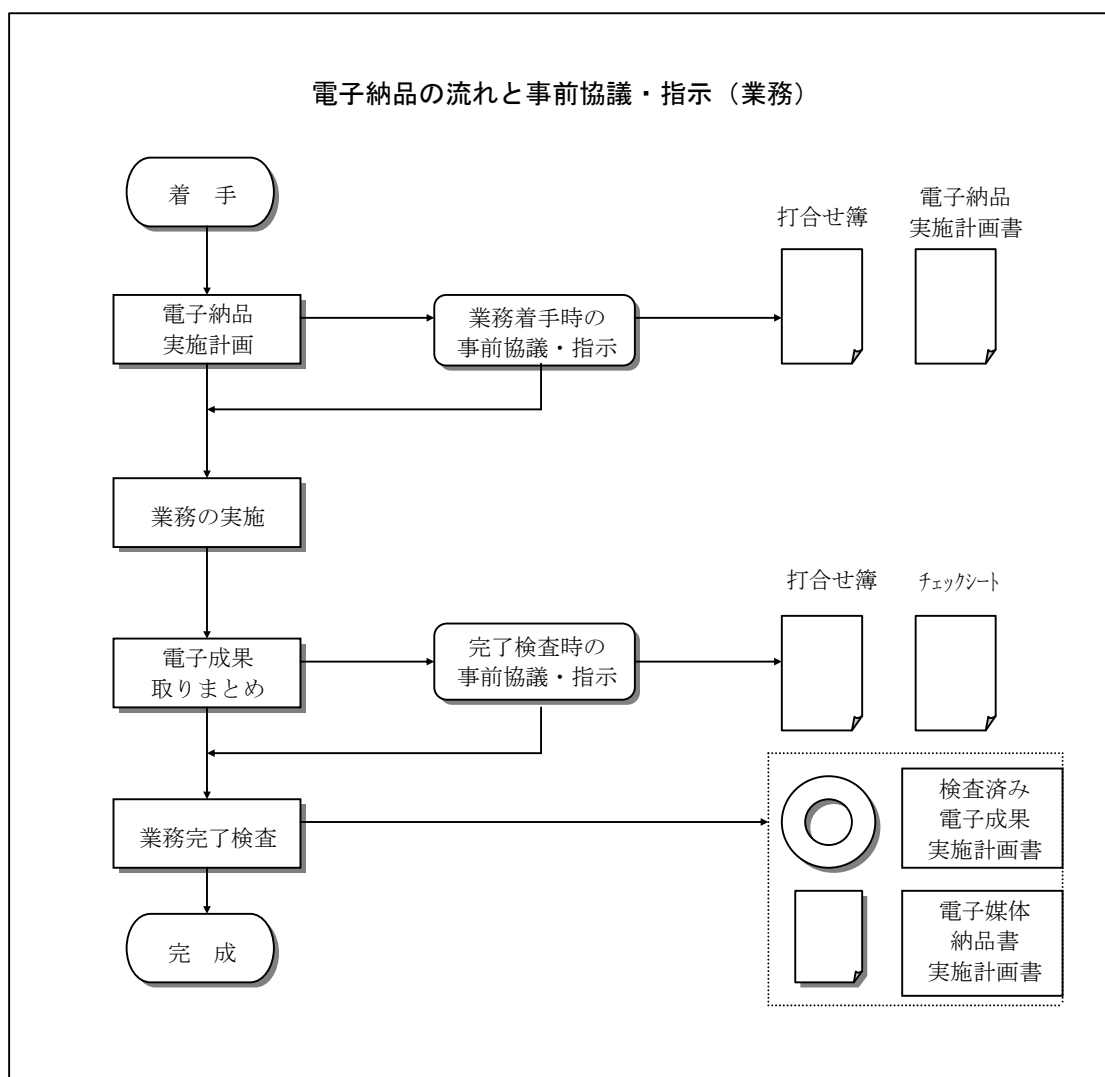 電子納品の流れと事前協議・指示（業務）
着　手
打合せ簿
電子納品
実施計画書
電子納品
実施計画
業務着手時の
事前協議・指示
業務の実施
打合せ簿
チェックシート
電子成果
取りまとめ
完了検査時の
事前協議・指示
検査済み
電子成果
実施計画書
業務完了検査
電子媒体
納品書
実施計画書
完　成